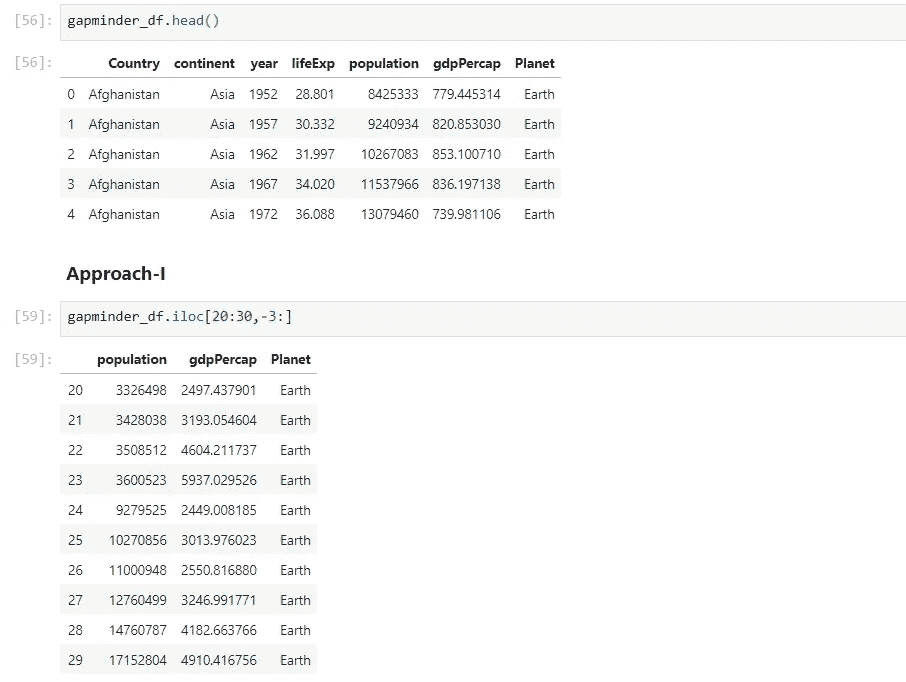 [56]: gapminder_df.head()
[56]: Country continent year lifeExp population gdpPercap Planet
0 Afghanistan Asia 1952 28.801 8425333 779.445314 Earth
1 Afghanistan Asia 1957 30.332 9240934 820.853030 Earth
2 Afghanistan Asia 1962 31.997 10267083 853.100710 Earth
3 Afghanistan Asia 1967 34.020 11537966 836.197138 Earth
4 Afghanistan Asia 1972 36.088 13079460 739.981106 Earth
Approach-I
[59]: gapminder_df.iloc[20:30,-3:]
[59]: population gdpPercap Planet
20 3326498 2497.437901 Earth
21 3428038 3193.054604 Earth
22 3508512 4604.211737 Earth
23 3600523 5937.029526 Earth
24 9279525 2449.008185 Earth
25 10270856 3013.976023 Earth
26 11000948 2550.816880 Earth
27 12760499 3246.991771 Earth
28 14760787 4182.663766 Earth
29 17152804 4910.416756 Earth